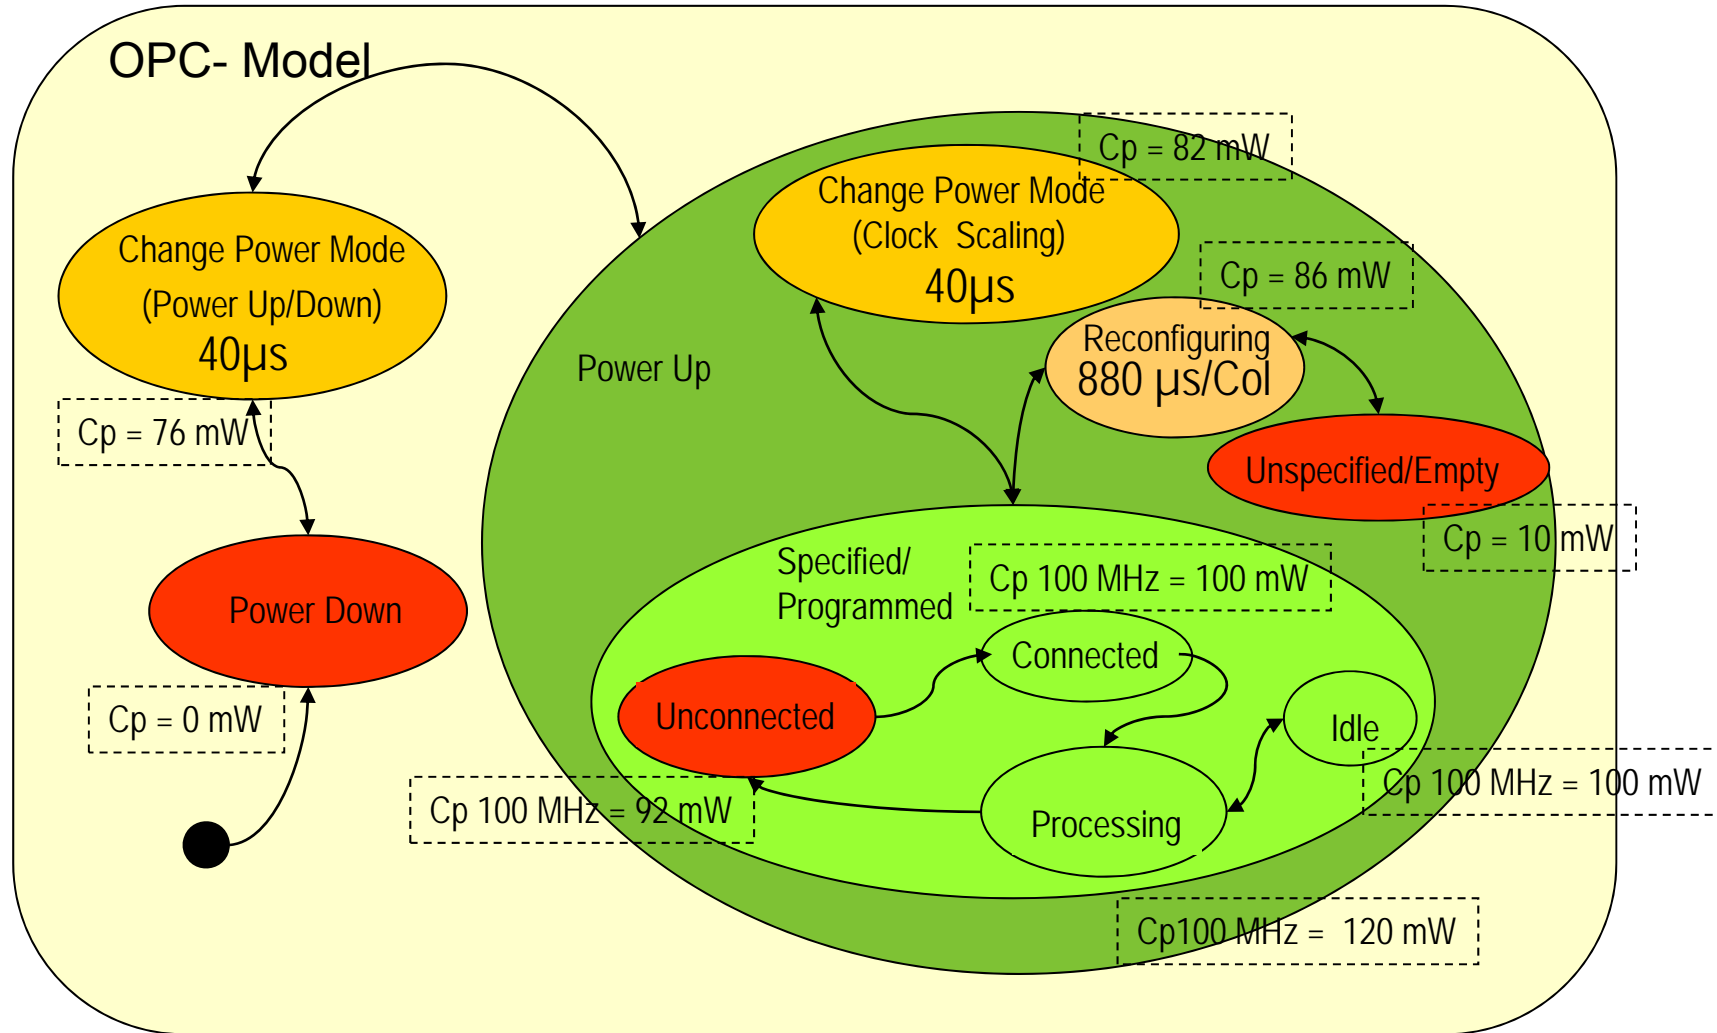 OPC- Model
Cp = 82 mW
Change Power Mode
(Clock Scaling)
40µs
Change Power Mode
(Power Up/Down)
40µs
Cp = 86 mW
Reconfiguring
880 µs/Col
Power Up
Cp = 76 mW
Unspecified/Empty
Cp = 10 mW
Specified/
Programmed
Cp 100 MHz = 100 mW
Power Down
Connected
Cp = 0 mW
Unconnected
Idle
Cp 100 MHz = 92 mW
Cp 100 MHz = 100 mW
Processing
Cp100 MHz = 120 mW